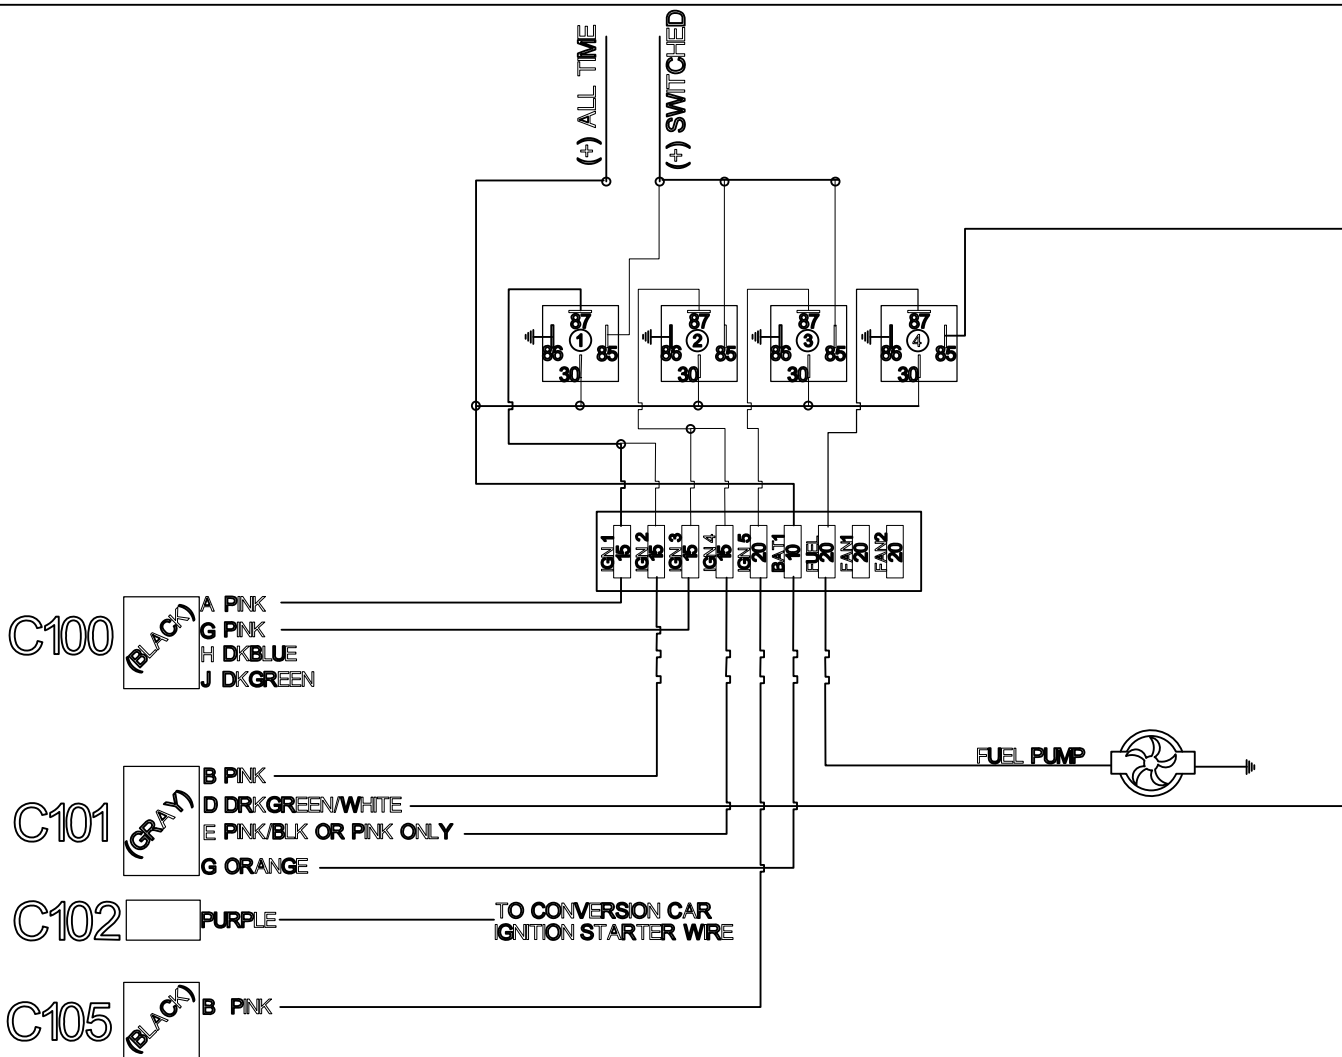 (+) ALL TIME
(+) SWITCHED
87
1
86
85
30
87
2
86
85
30
87
3
86
85
30
87
4
86
85
30
IGN 1
15
IGN 2
15
IGN 3
15
IGN 4
15
IGN 5
20
BAT1
10
FUEL
20
FAN1
20
FAN2
20
C100
(BLACK)
A PINK
G PINK
H DKBLUE
J DKGREEN
FUEL PUMP
C101
(GRAY)
B PINK
D DRKGREEN/WHITE
E PINK/BLK OR PINK ONLY
G ORANGE
C102
PURPLE
TO CONVERSION CAR
IGNITION STARTER WIRE
C105
(BLACK)
B PINK